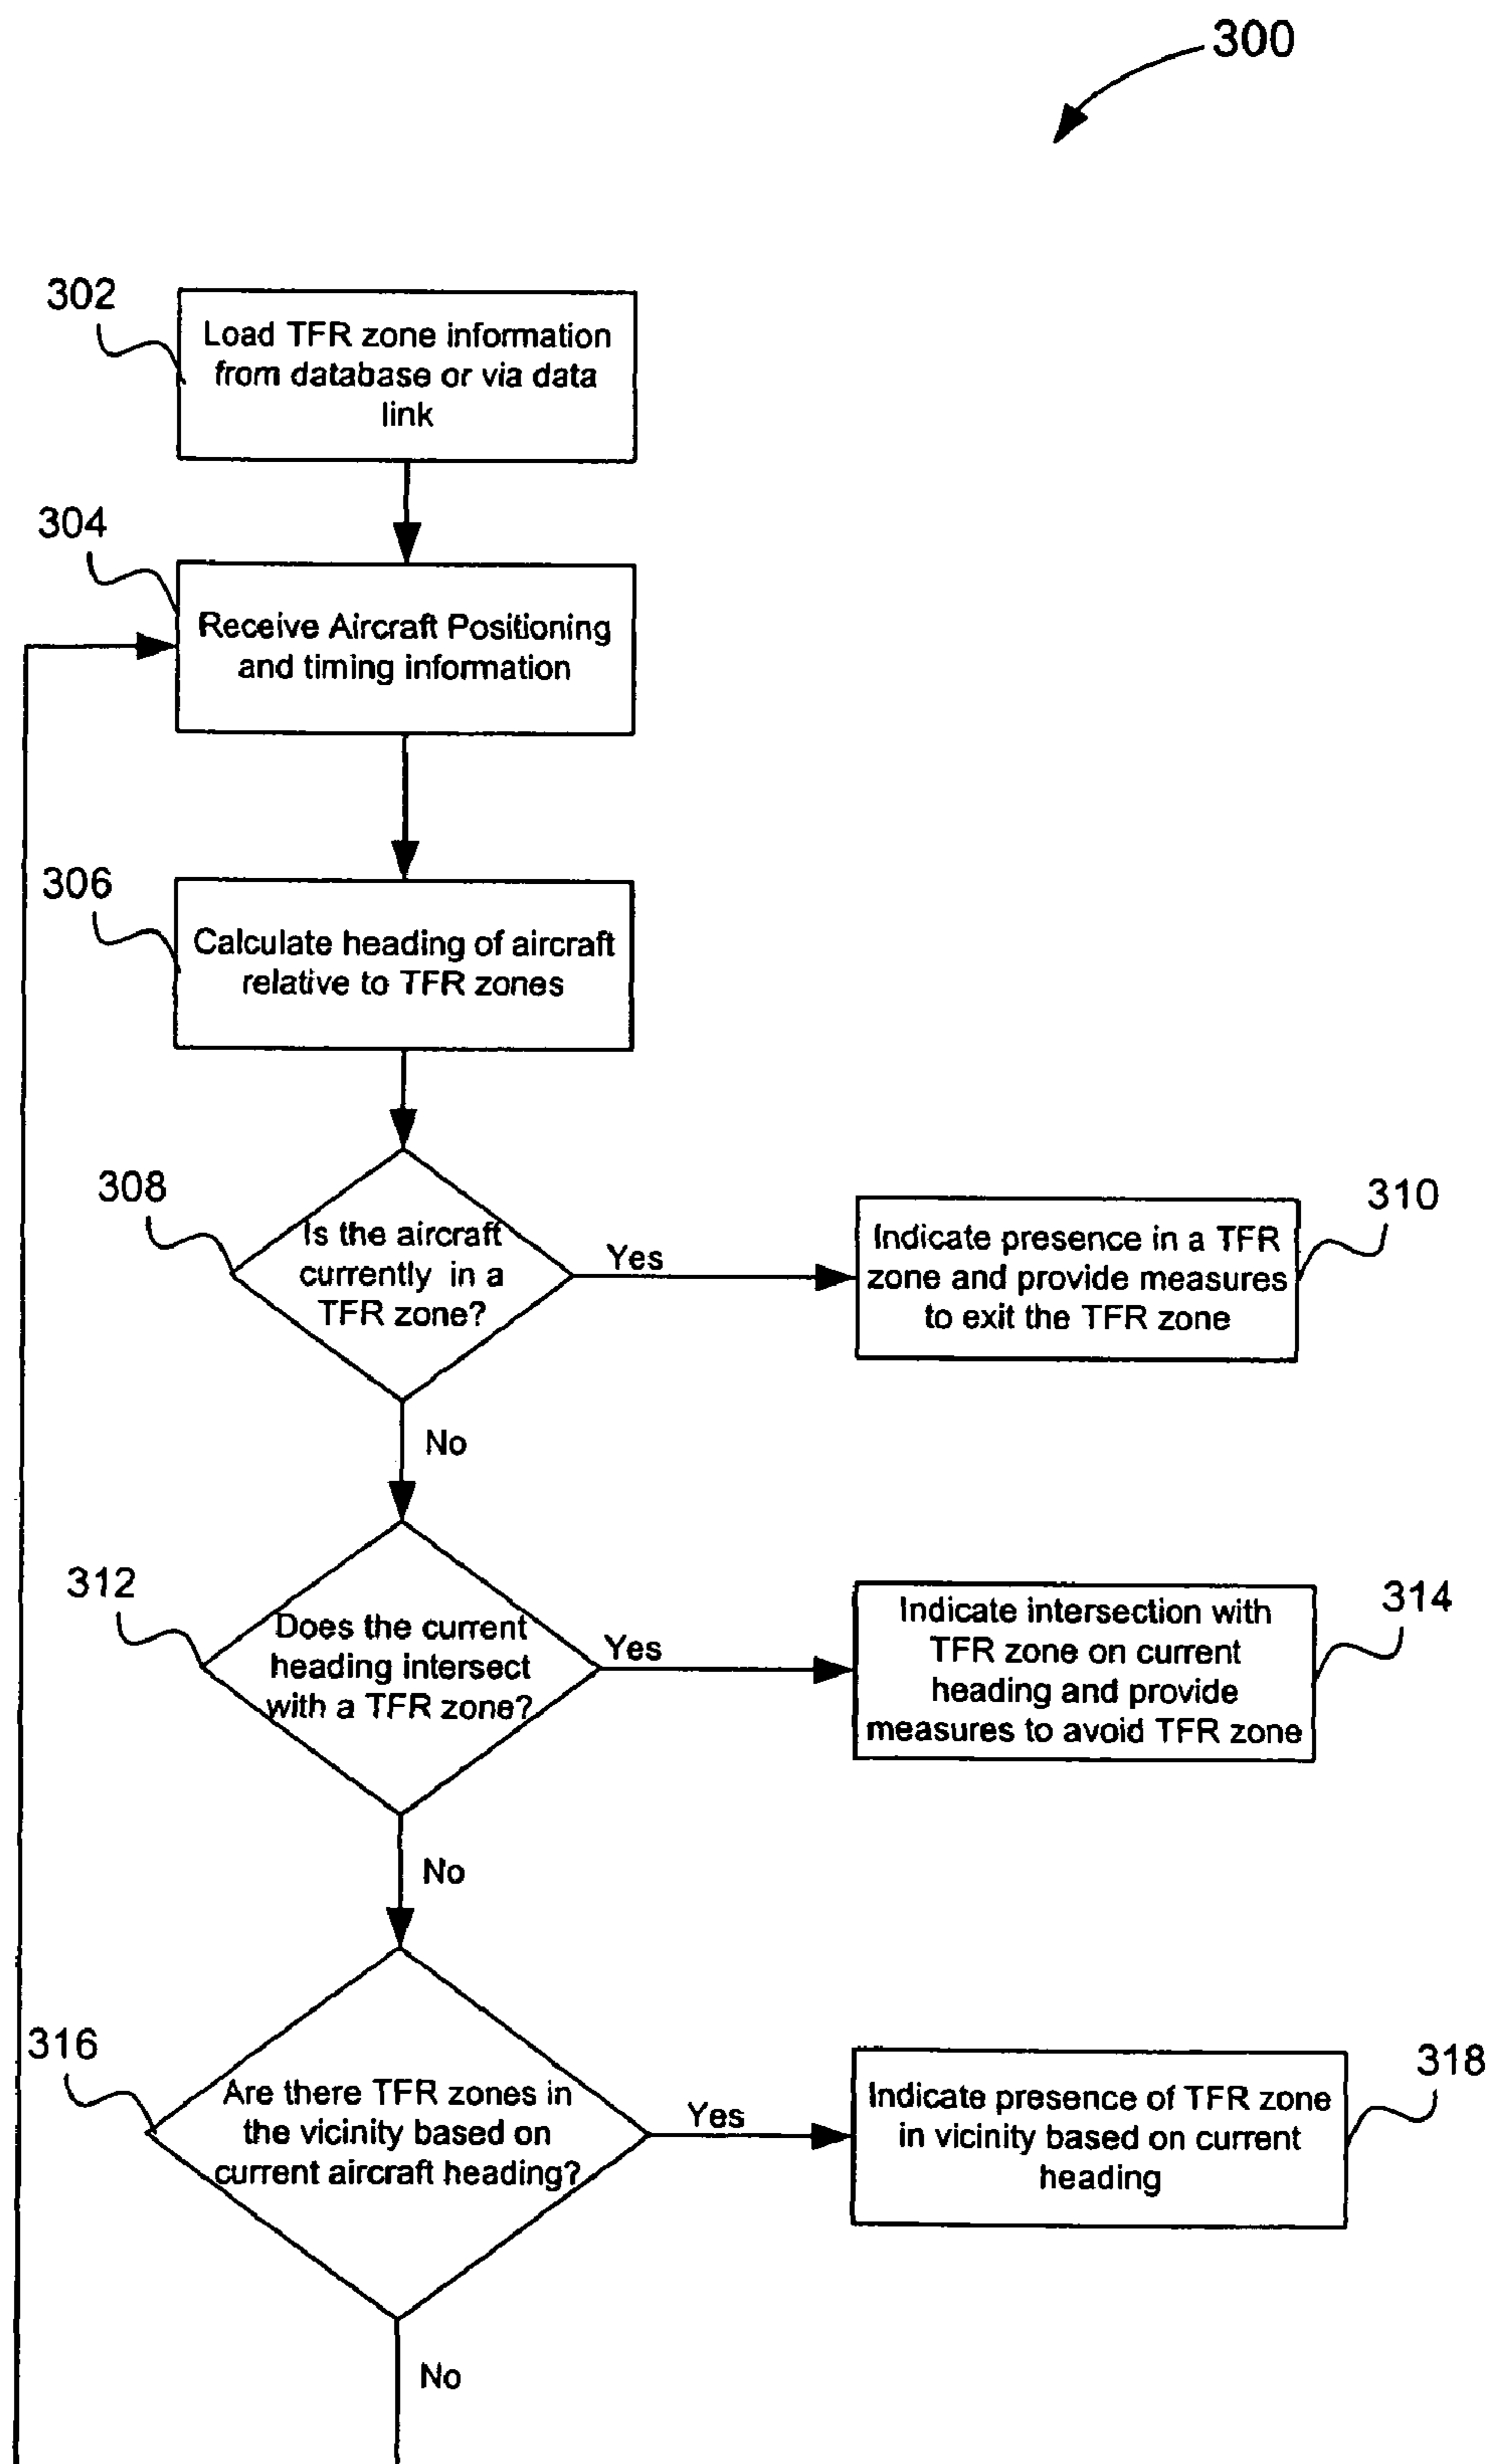 300
302
Load TFR zone information
from database or via data
link
304
Receive Aircraft Positioning
and timing information
306
Calculate heading of aircraft
relative to TFR zones
308
Is the aircraft
currently in a
TFR zone?
Yes
310
Indicate presence in a TFR
zone and provide measures
to exit the TFR zone
No
312
Does the current
heading intersect
with a TFR zone?
Yes
314
Indicate intersection with
TFR zone on current
heading and provide
measures to avoid TFR zone
No
316
Are there TFR zones in
the vicinity based on
current aircraft heading?
Yes
318
Indicate presence of TFR zone
in vicinity based on current
heading
No